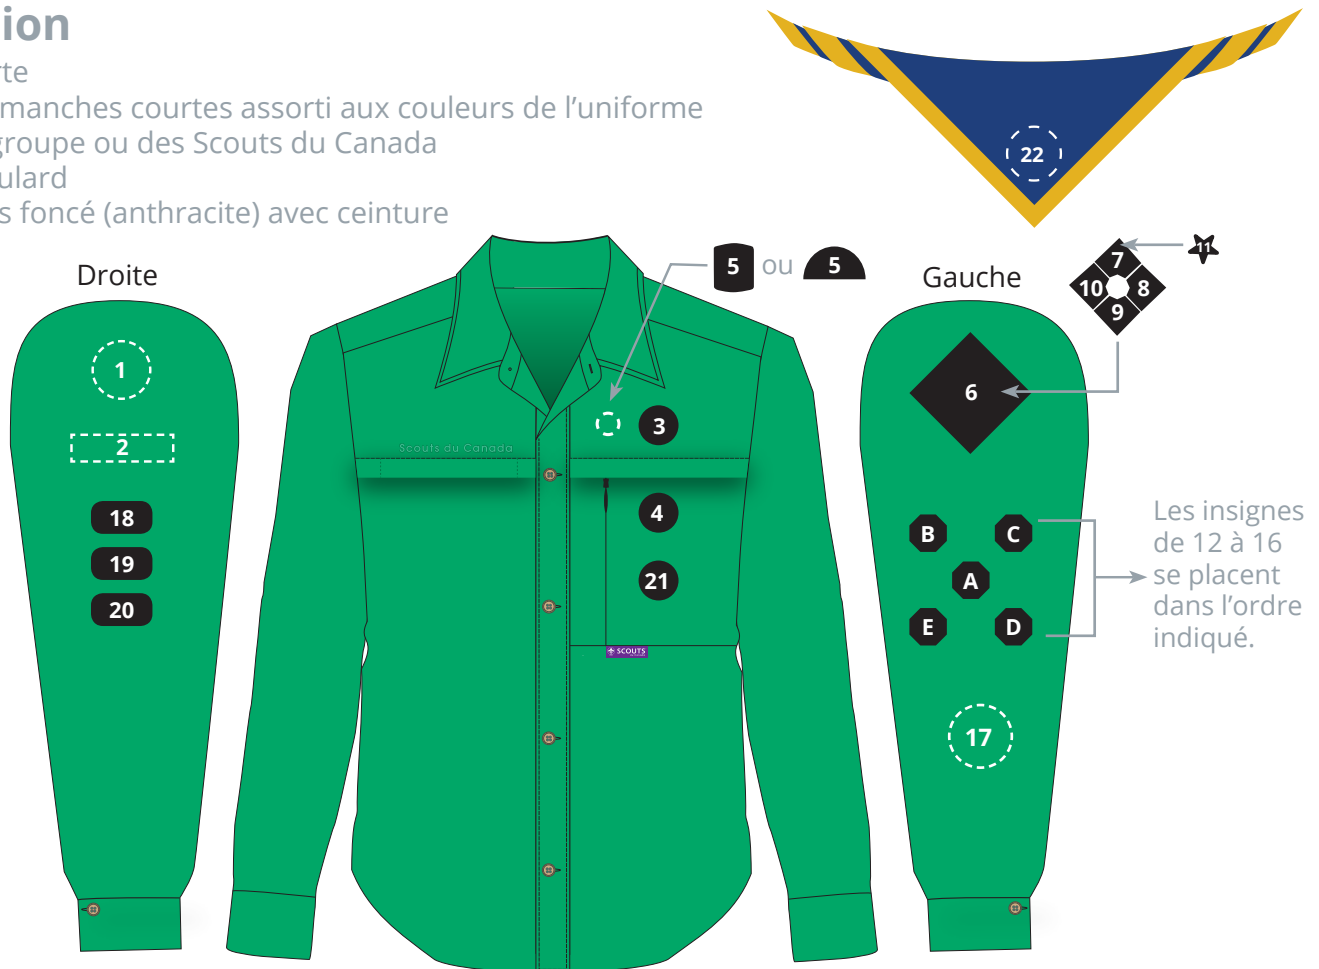 ion
rte
manches courtes assorti aux couleurs de l’uniforme
groupe ou des Scouts du Canada
ulard
s foncé (anthracite) avec ceinture
22
5 ou 5
11
7
10 8
9
Droite
Gauche
1
2
18
19
20
Scouts du Canada
3
4
21
SCOUTS
6
B C
A
E D
17
Les insignes
de 12 à 16
se placent
dans l’ordre
indiqué.